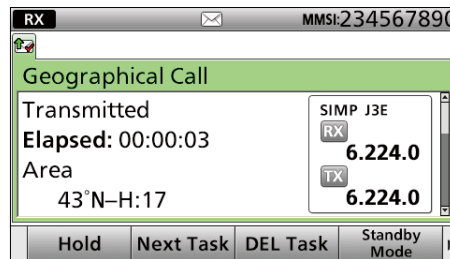 RX MMSI:234567890
Geographical Call
Transmitted
Elapsed: 00:00:03
Area
43°N–H:17
SIMP J3E
RX
6.224.0
TX
6.224.0
Hold Next Task DEL Task Standby Mode